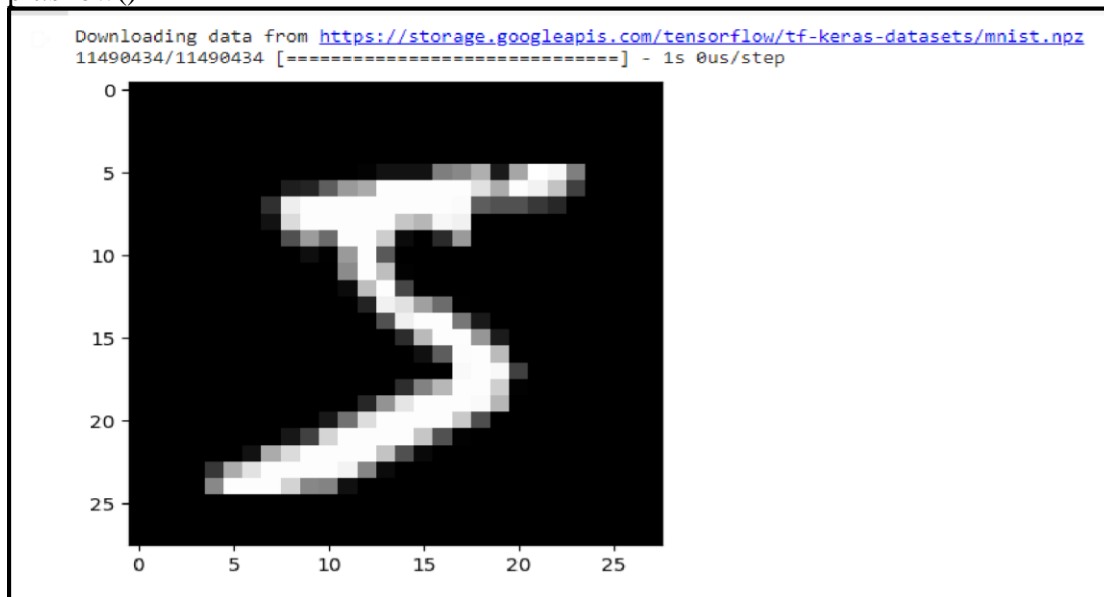 Downloading data from https://storage.googleapis.com/tensorflow/tf-keras-datasets/mnist.npz
11490434/11490434 [==============================] - 1s 0us/step
0
5
10
15
20
25
5
0 5 10 15 20 25